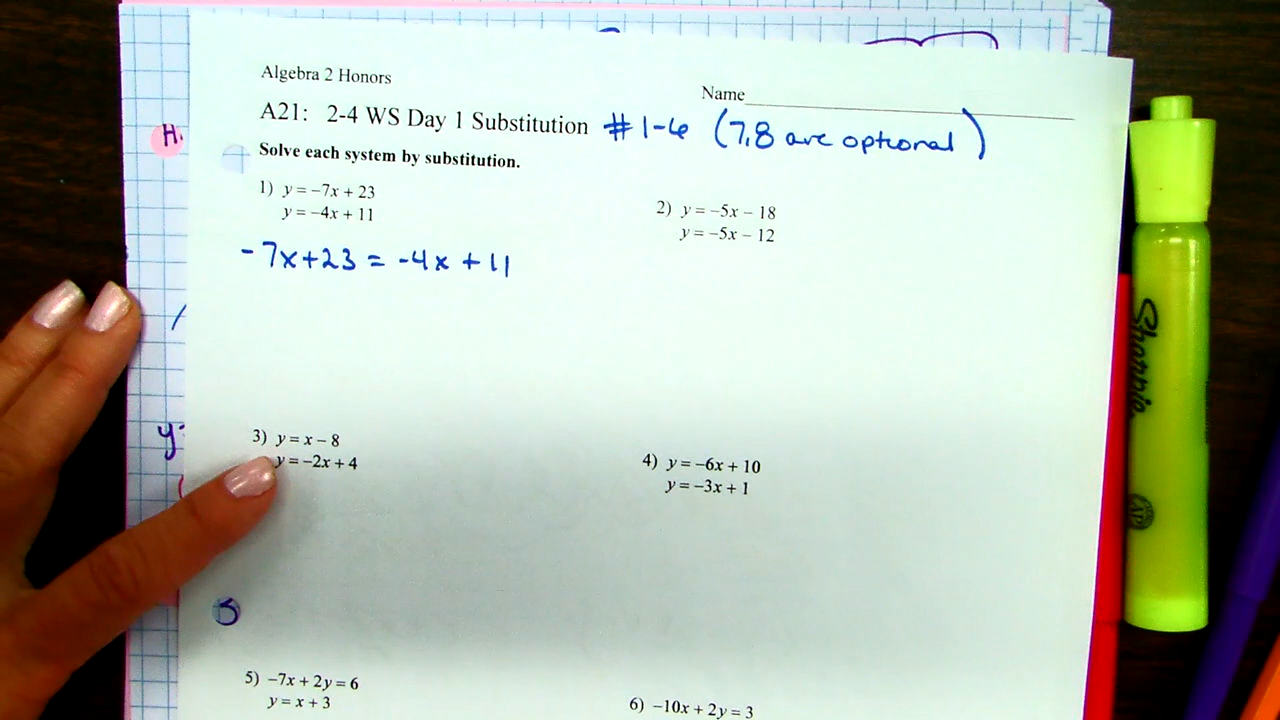 Algebra 2 Honors
Name
A21: 2-4 WS Day 1 Substitution #1-6 (7,8 are optional)
Solve each system by substitution.
1) y = −7x + 23
y = −4x + 11
2) y = −5x − 18
y = −5x − 12
-7x+23 = -4x + 11
3) y = x − 8
y = −2x + 4
4) y = −6x + 10
y = −3x + 1
5) −7x + 2y = 6
y = x + 3
6) −10x + 2y = 3
H.
y
Sharpie
AP